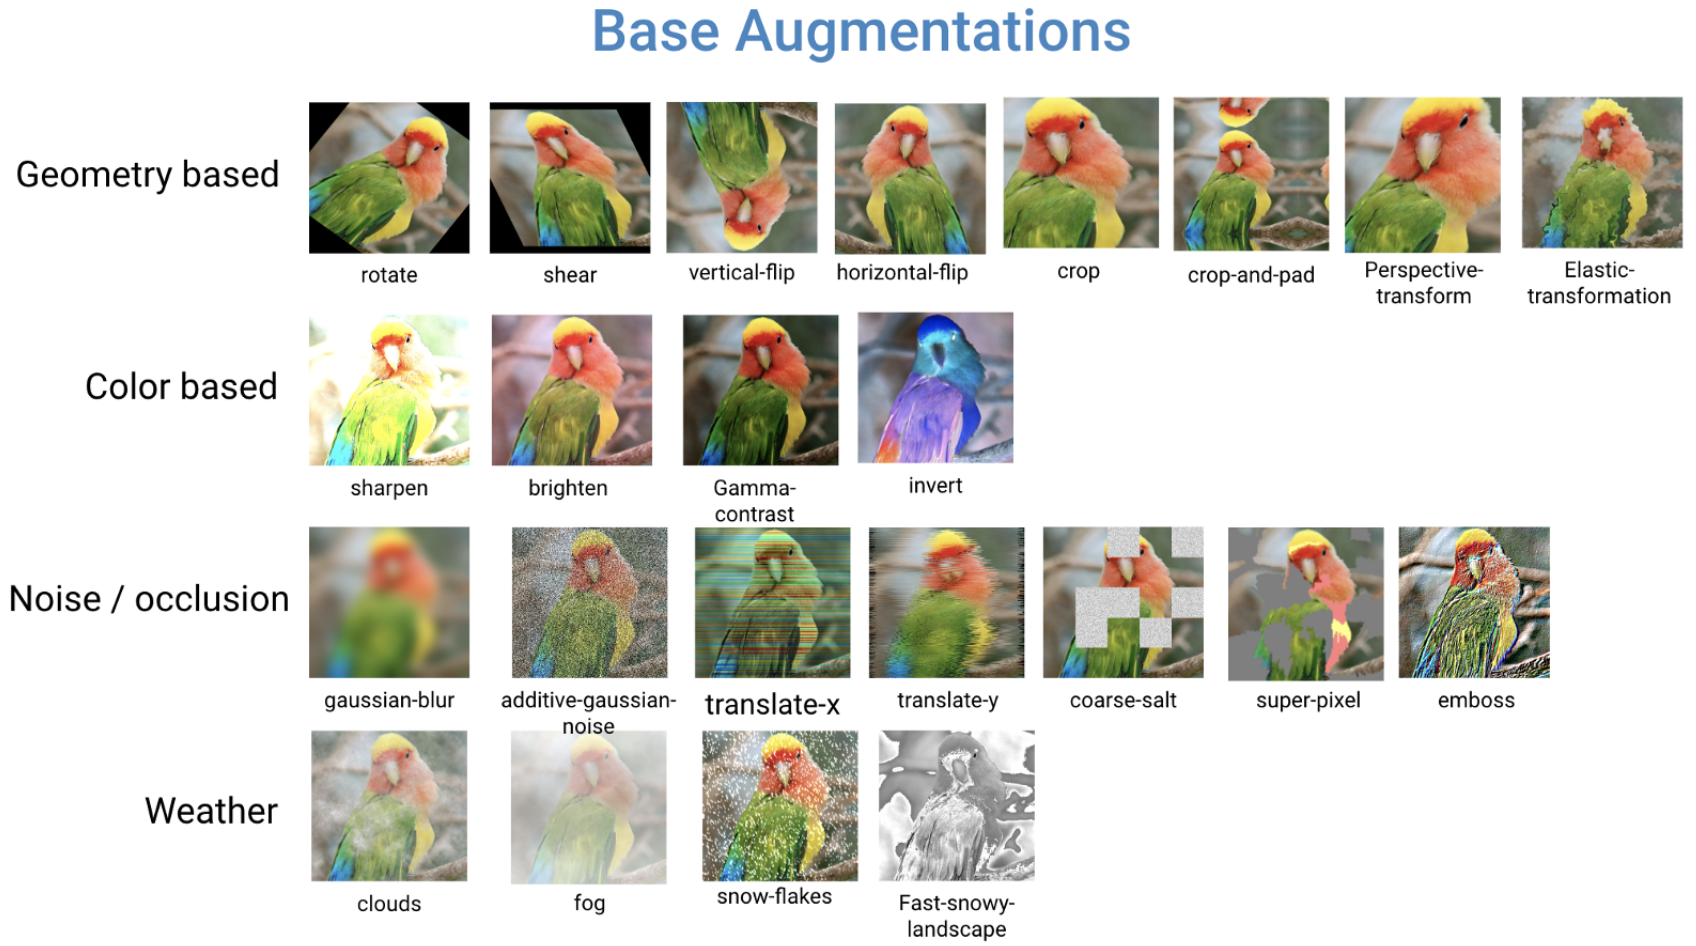 Base Augmentations
Geometry based
rotate
shear
vertical-flip
horizontal-flip
crop
crop-and-pad
Perspective-
transform
Elastic-
transformation
Color based
sharpen
brighten
Gamma-
contrast
invert
Noise / occlusion
gaussian-blur
additive-gaussian-
noise
translate-x
translate-y
coarse-salt
super-pixel
emboss
Weather
clouds
fog
snow-flakes
Fast-snowy-
landscape